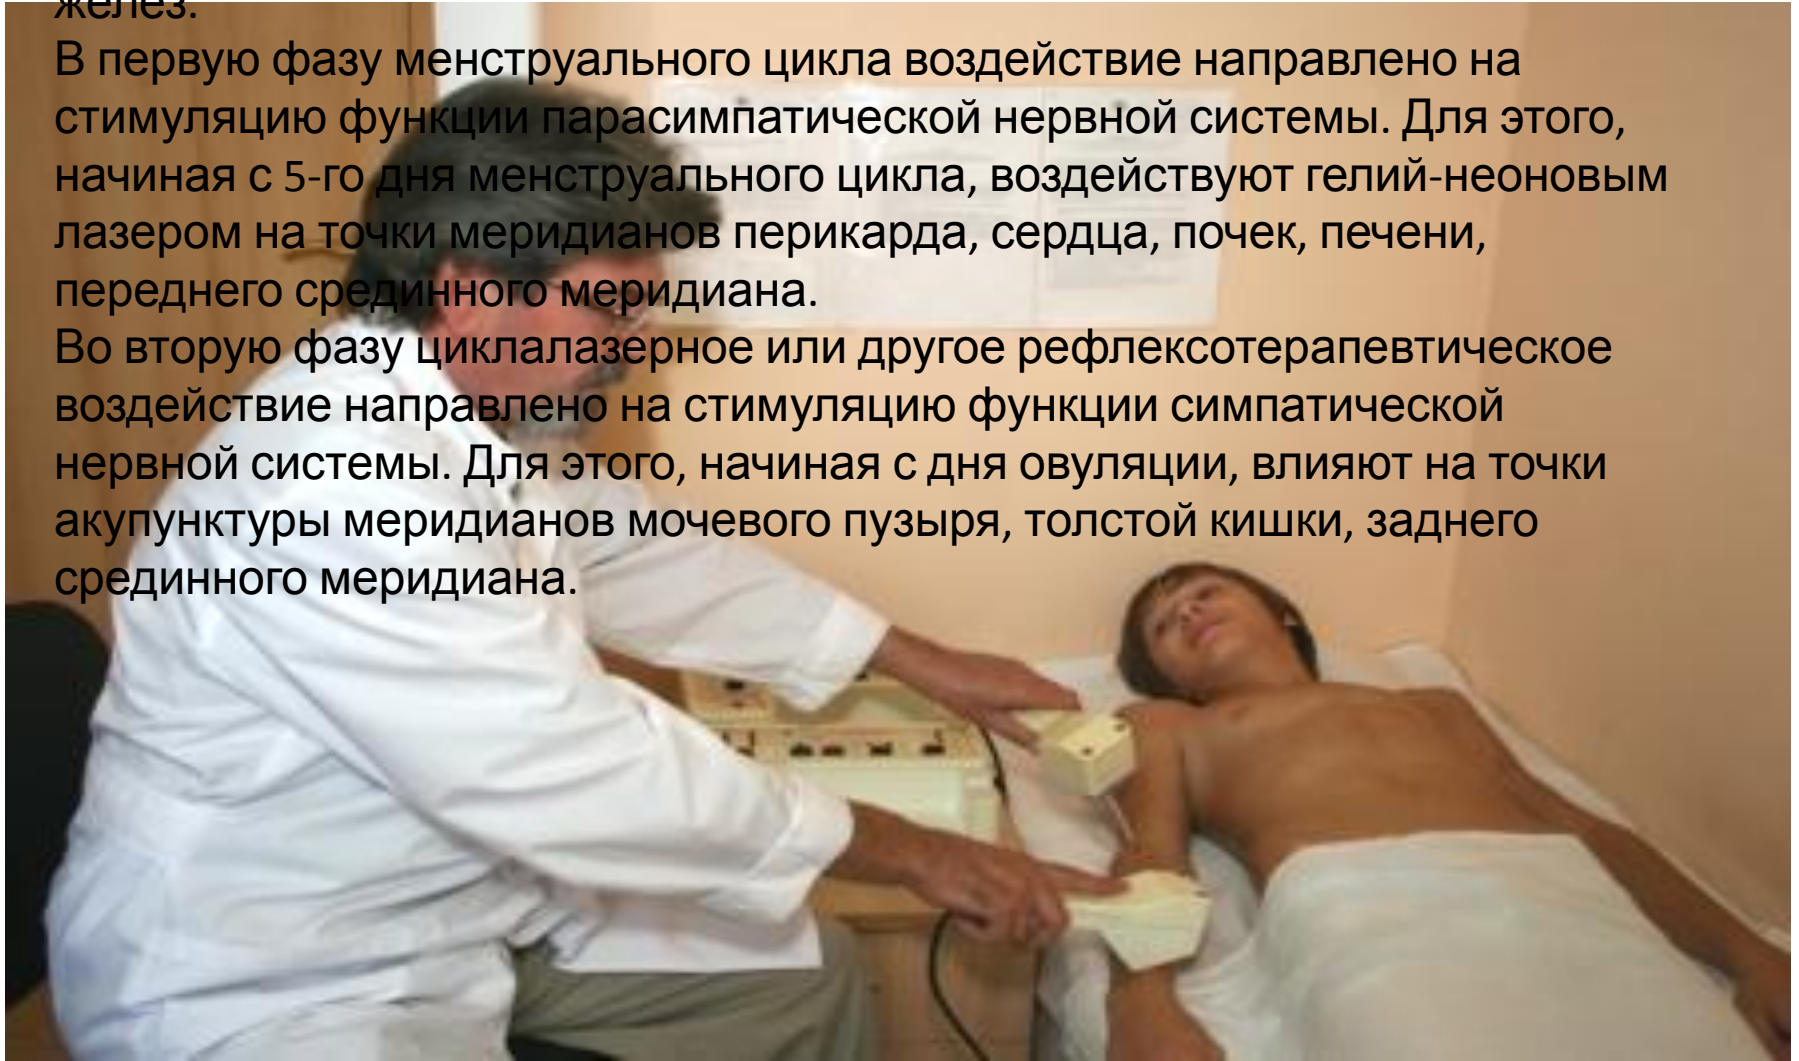 желез.
В первую фазу менструального цикла воздействие направлено на
стимуляцию функции парасимпатической нервной системы. Для этого,
начиная с 5-го дня менструального цикла, воздействуют гелий-неоновым
лазером на точки меридианов перикарда, сердца, почек, печени,
переднего срединного меридиана.
Во вторую фазу циклалазерное или другое рефлексотерапевтическое
воздействие направлено на стимуляцию функции симпатической
нервной системы. Для этого, начиная с дня овуляции, влияют на точки
акупунктуры меридианов мочевого пузыря, толстой кишки, заднего
срединного меридиана.